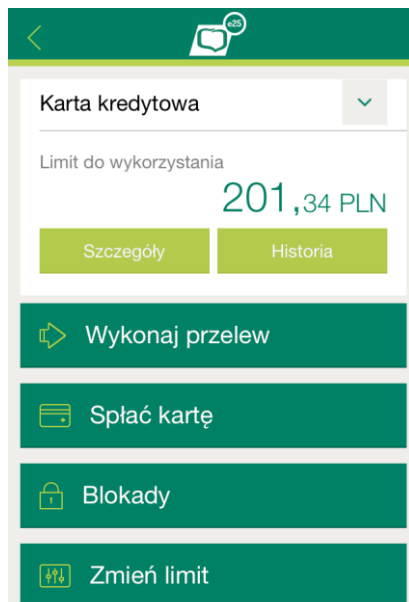 e25
Karta kredytowa
Limit do wykorzystania
201,34 PLN
Szczegóły
Historia
Wykonaj przelew
Spłać kartę
Blokady
Zmień limit